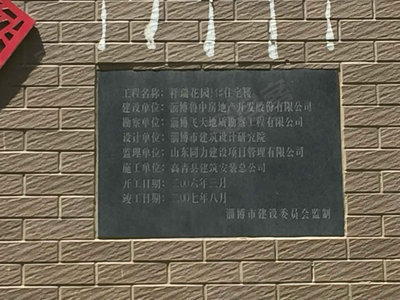 工程名称：祥瑞花园 住宅楼
建设单位：淄博鲁中房地产开发股份有限公司
勘察单位：淄博飞天地质勘察工程有限公司
设计单位：淄博市建筑设计研究院
监理单位：山东同力建设项目管理有限公司
施工单位：高青县建筑安装总公司
开工日期：二00六年三月
竣工日期：二00七年八月
淄博市建设委员会监制